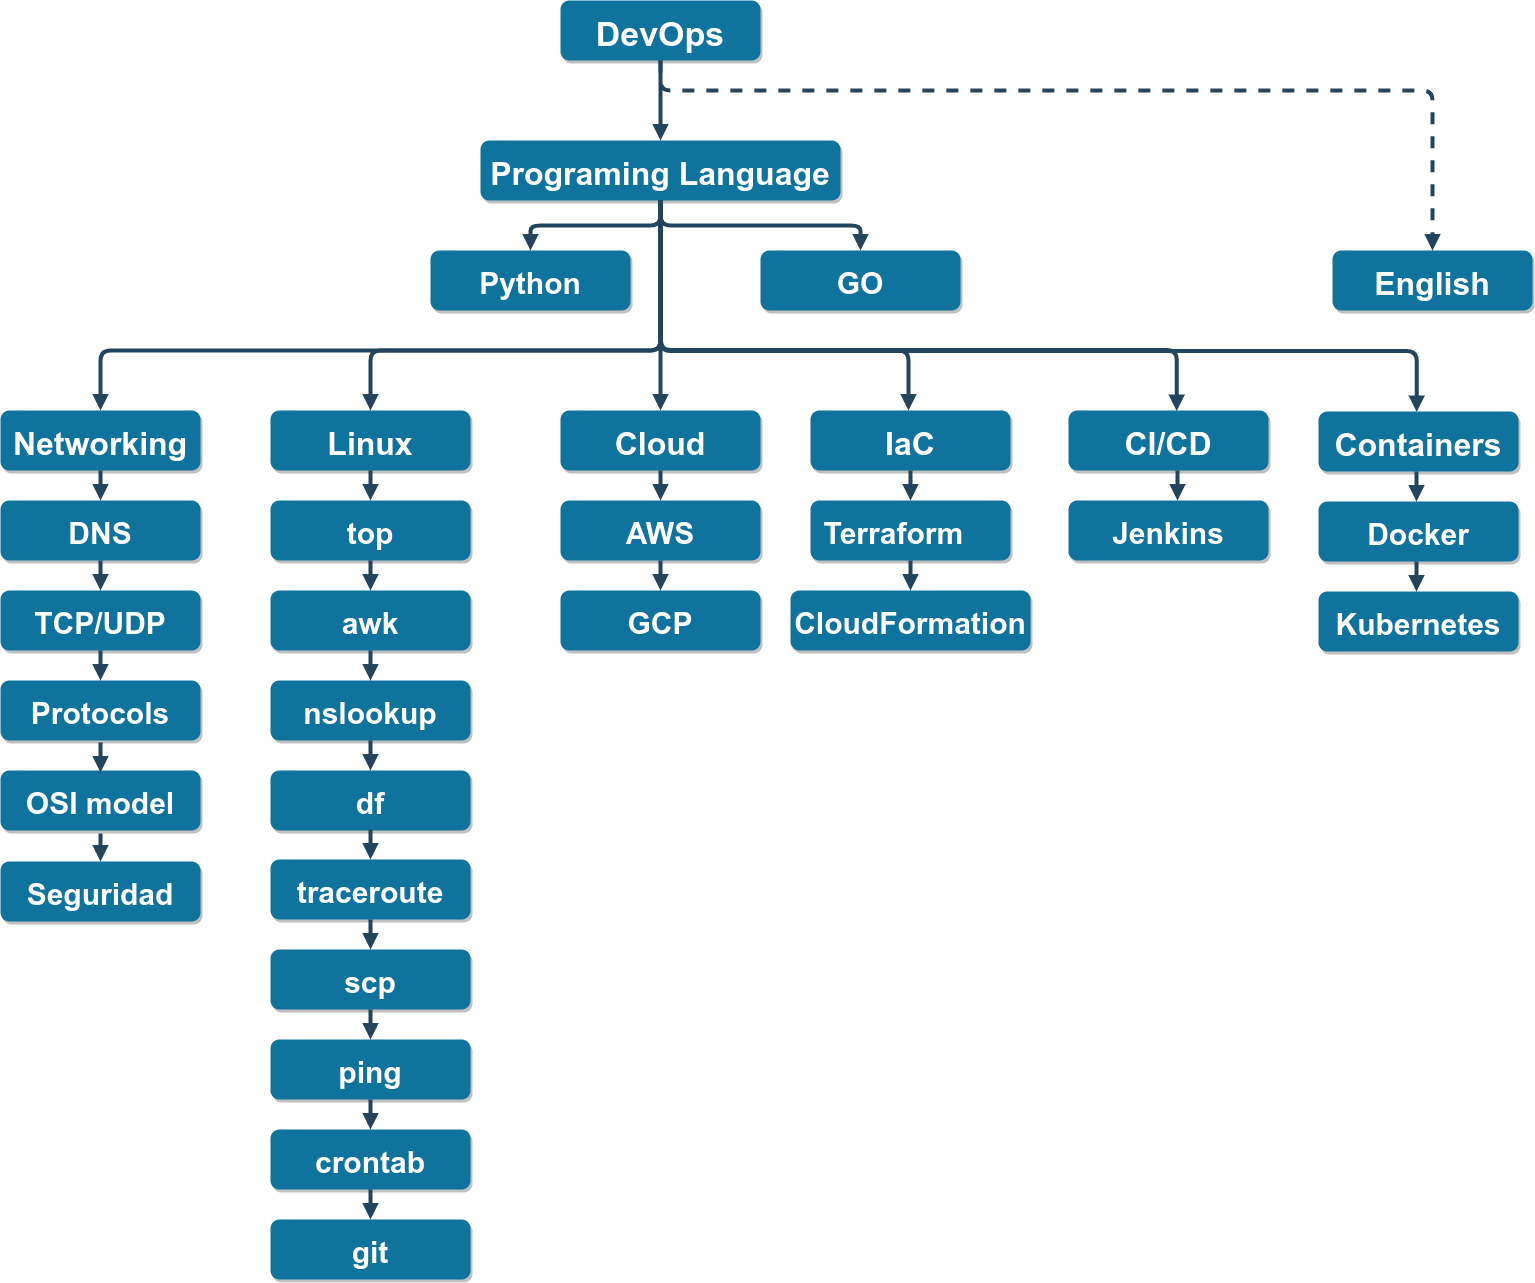 DevOps
Programing Language
Python
GO
English
Networking
Linux
Cloud
IaC
CI/CD
Containers
DNS
top
AWS
Terraform
Jenkins
Docker
TCP/UDP
awk
GCP
CloudFormation
Kubernetes
Protocols
nslookup
OSI model
df
Seguridad
traceroute
scp
ping
crontab
git